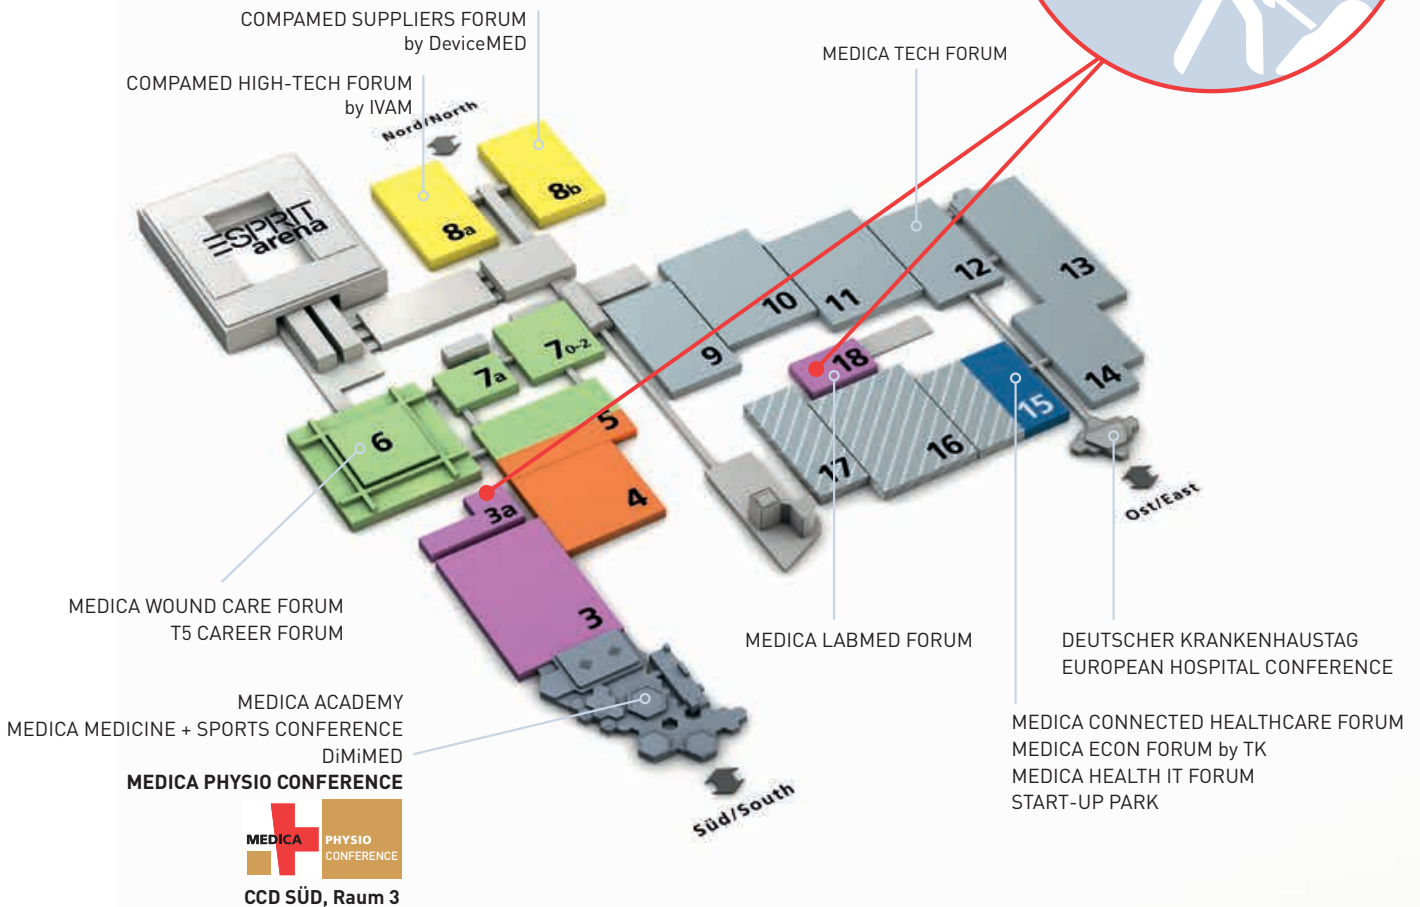 COMPAMED SUPPLIERS FORUM
by DeviceMED
MEDICA TECH FORUM
COMPAMED HIGH-TECH FORUM
by IVAM
Nord/North
ESPRIT
arena
8a
8b
9
10
11
12
13
14
15
16
17
18
7 0-2
7a
6
5
4
3a
3
Ost/East
MEDICA WOUND CARE FORUM
T5 CAREER FORUM
MEDICA LABMED FORUM
DEUTSCHER KRANKENHAUSTAG
EUROPEAN HOSPITAL CONFERENCE
MEDICA ACADEMY
MEDICA MEDICINE + SPORTS CONFERENCE
DiMiMED
MEDICA PHYSIO CONFERENCE
MEDICA CONNECTED HEALTHCARE FORUM
MEDICA ECON FORUM by TK
MEDICA HEALTH IT FORUM
START-UP PARK
Süd/South
MEDICA
PHYSIO
CONFERENCE
CCD SÜD, Raum 3